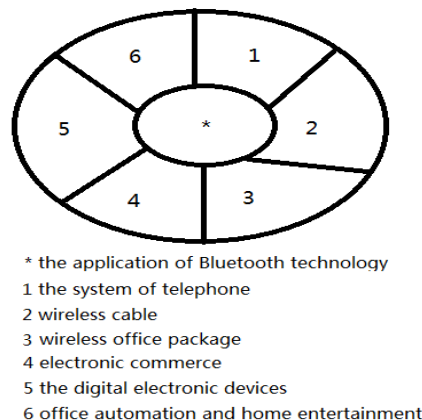 6 1
5 * 2
4 3
* the application of Bluetooth technology
1 the system of telephone
2 wireless cable
3 wireless office package
4 electronic commerce
5 the digital electronic devices
6 office automation and home entertainment